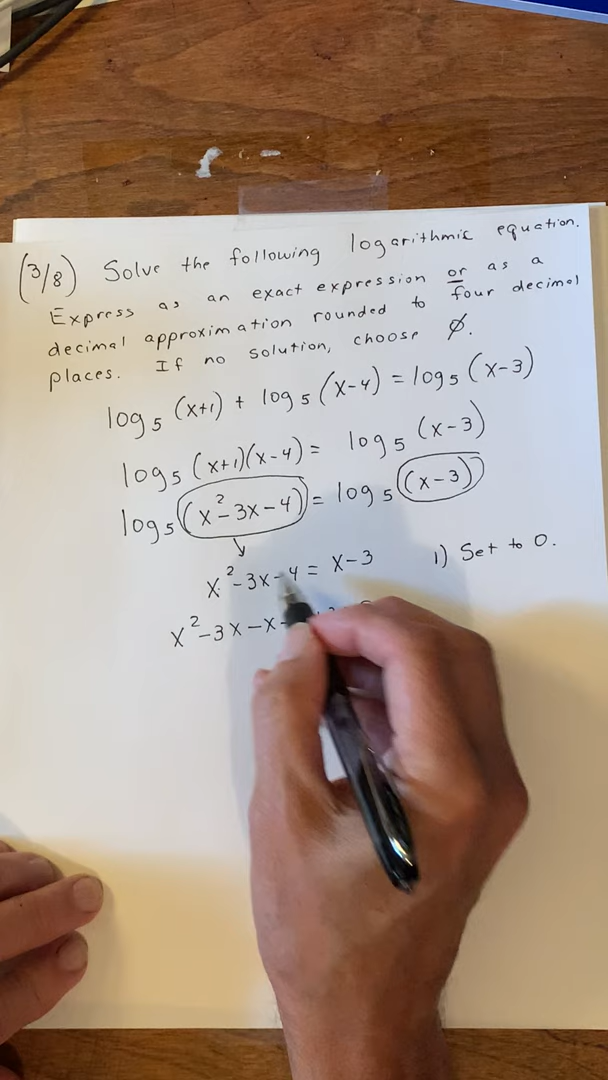 (3/8) Solve the following logarithmic equation.
Express as an exact expression or as a
decimal approximation rounded to four decimal
places. If no solution, choose ∅.
log₅ (x+1) + log₅ (x-4) = log₅ (x-3)
log₅ (x+1)(x-4) = log₅ (x-3)
log₅ (x²-3x-4) = log₅ (x-3)
x²-3x-4 = x-3 1) Set to 0.
x²-3x-x-